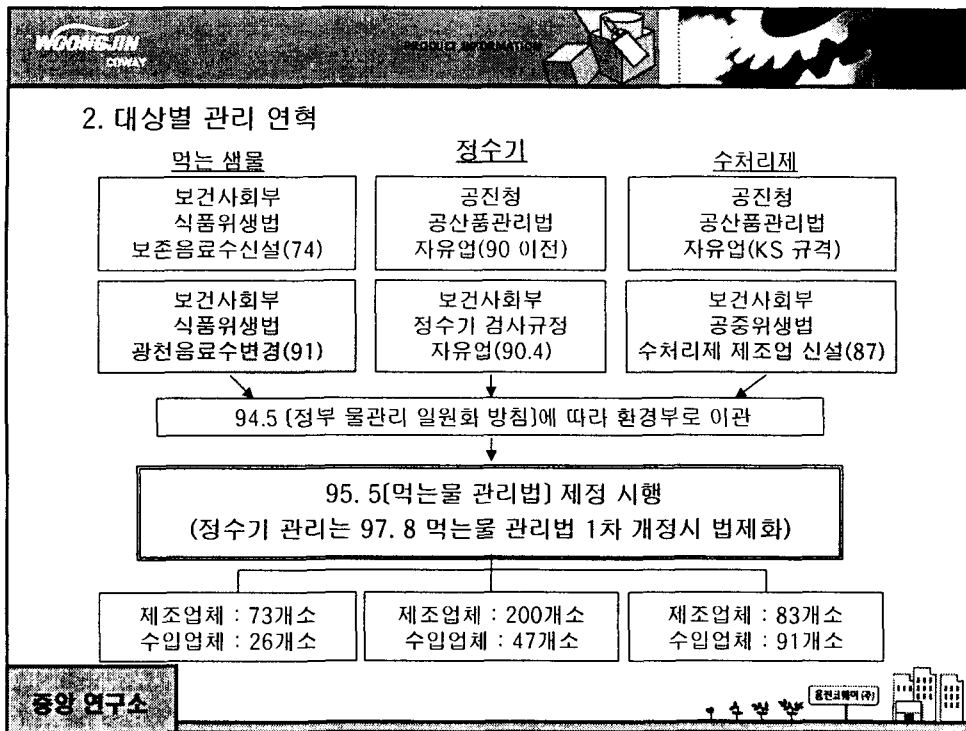 WOONGJIN
COWAY
PRODUCT INFORMATION
2. 대상별 관리 연혁
먹는 샘물
정수기
수처리제
보건사회부
식품위생법
보존음료수신설(74)
공진청
공산품관리법
자유업(90 이전)
공진청
공산품관리법
자유업(KS 규격)
보건사회부
식품위생법
광천음료수변경(91)
보건사회부
정수기 검사규정
자유업(90.4)
보건사회부
공중위생법
수처리제 제조업 신설(87)
94.5 [정부 물관리 일원화 방침]에 따라 환경부로 이관
95. 5[먹는물 관리법] 제정 시행
(정수기 관리는 97. 8 먹는물 관리법 1차 개정시 법제화)
제조업체 : 73개소
수입업체 : 26개소
제조업체 : 200개소
수입업체 : 47개소
제조업체 : 83개소
수입업체 : 91개소
중앙 연구소
웅진코웨이(주)